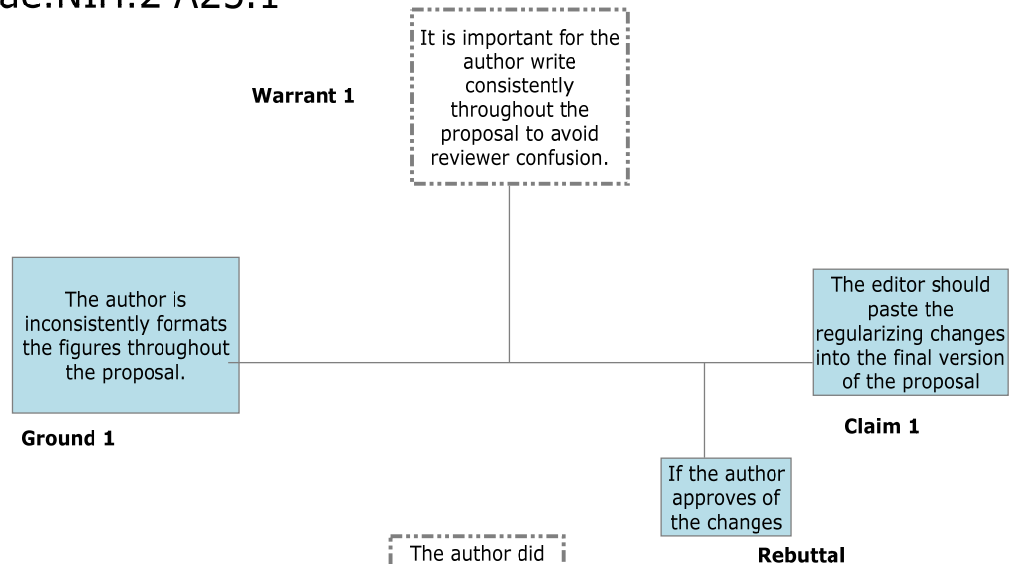 It is important for the
author write
consistently
throughout the
proposal to avoid
reviewer confusion.
Warrant 1
The author is
inconsistently formats
the figures throughout
the proposal.
Ground 1
The editor should
paste the
regularizing changes
into the final version
of the proposal
Claim 1
If the author
approves of
the changes
Rebuttal
The author did